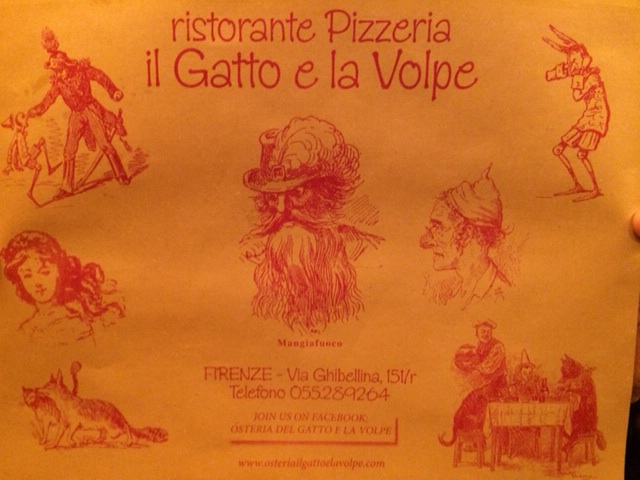 ristorante Pizzeria
il Gatto e la Volpe
Mangiafuoco
FIRENZE - Via Ghibellina, 151/r
Telefono 055289264
JOIN US ON FACEBOOK:
OSTERIA DEL GATTO E LA VOLPE
www.osteriailgattoelavolpe.com